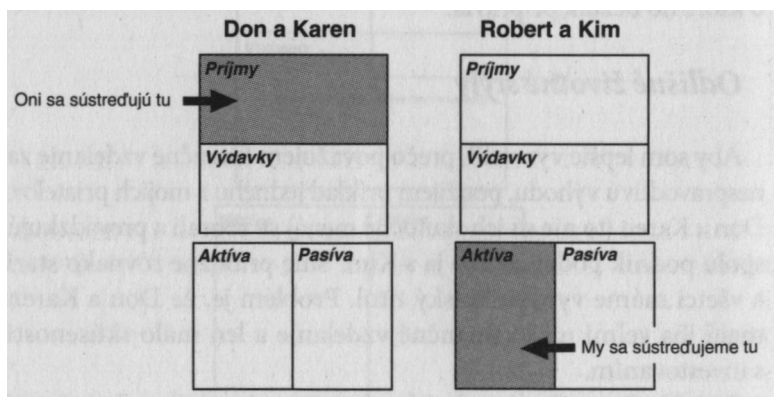 Don a Karen
Robert a Kim
Príjmy
Príjmy
Oni sa sústreďujú tu
Výdavky
Výdavky
Aktíva
Pasíva
Aktíva
Pasíva
My sa sústreďujeme tu